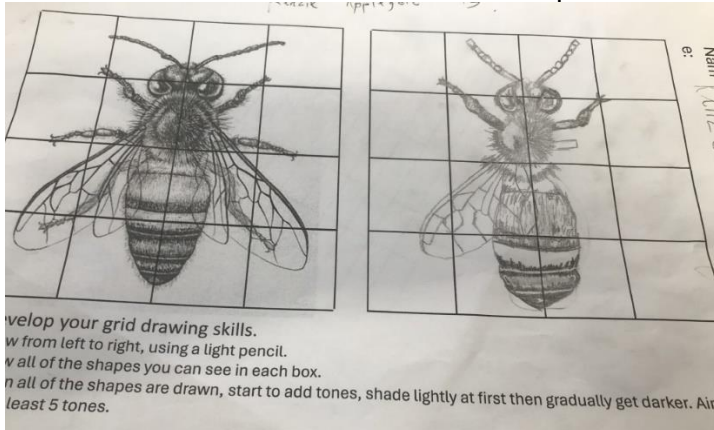 e:
velop your grid drawing skills.
w from left to right, using a light pencil.
w all of the shapes you can see in each box.
n all of the shapes are drawn, start to add tones, shade lightly at first then gradually get darker. Air
least 5 tones.